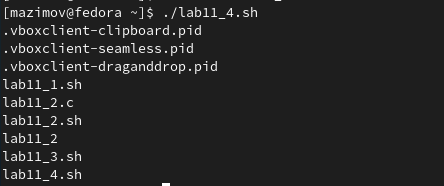 [mazimov@fedora ~]$ ./lab11_4.sh
.vboxclient-clipboard.pid
.vboxclient-seamless.pid
.vboxclient-draganddrop.pid
lab11_1.sh
lab11_2.c
lab11_2.sh
lab11_2
lab11_3.sh
lab11_4.sh